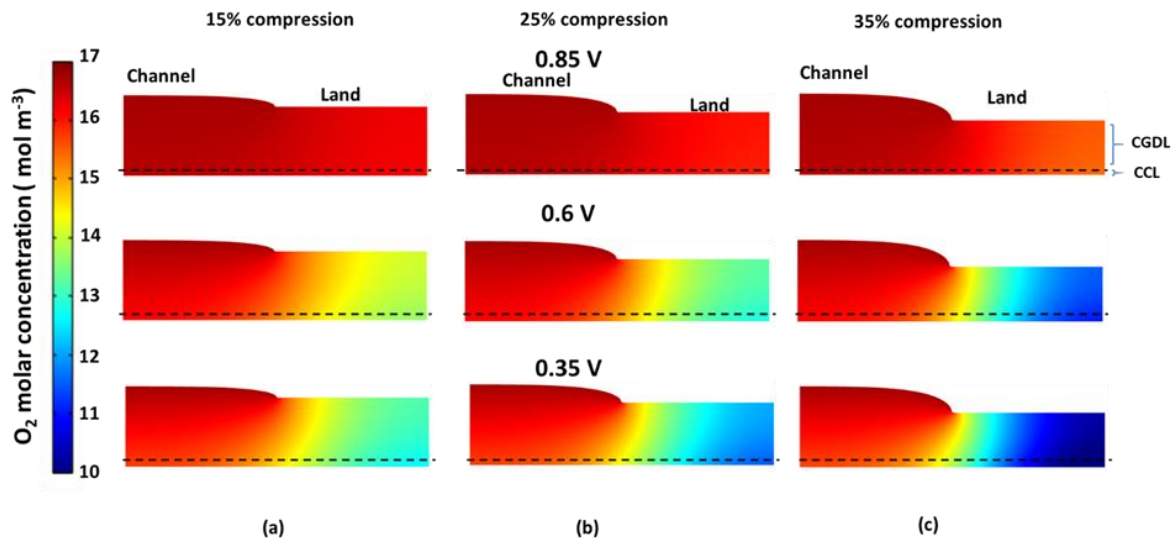 15% compression
25% compression
35% compression
0.85 V
Channel
Land
Channel
Land
Channel
Land
CGDL
CCL
0.6 V
0.35 V
O₂ molar concentration ( mol m⁻³)
17
16
15
14
13
12
11
10
(a)
(b)
(c)